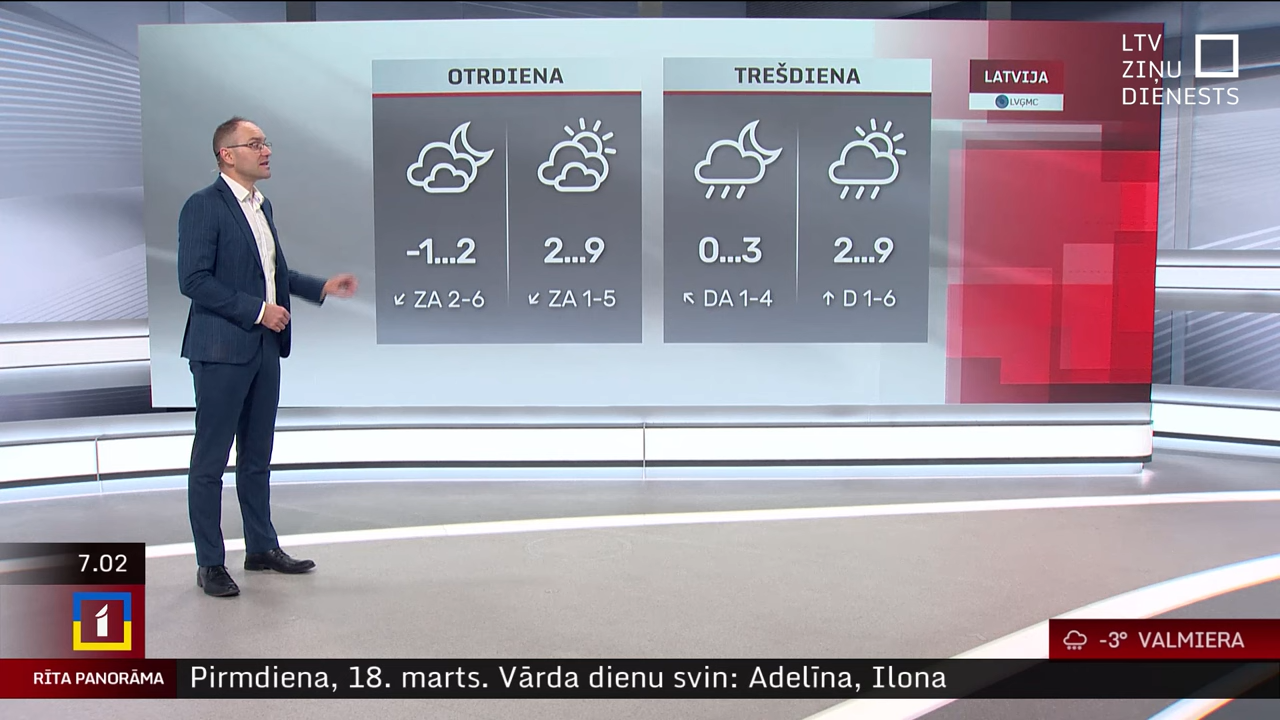 LTV
ZIŅU
DIENESTS
OTRDIENA
TREŠDIENA
LATVIJA
LVĢMC
-1...2
2...9
0...3
2...9
ZA 2-6
ZA 1-5
DA 1-4
D 1-6
7.02
1
-3° VALMIERA
RĪTA PANORĀMA
Pirmdiena, 18. marts. Vārda dienu svin: Adelīna, Ilona